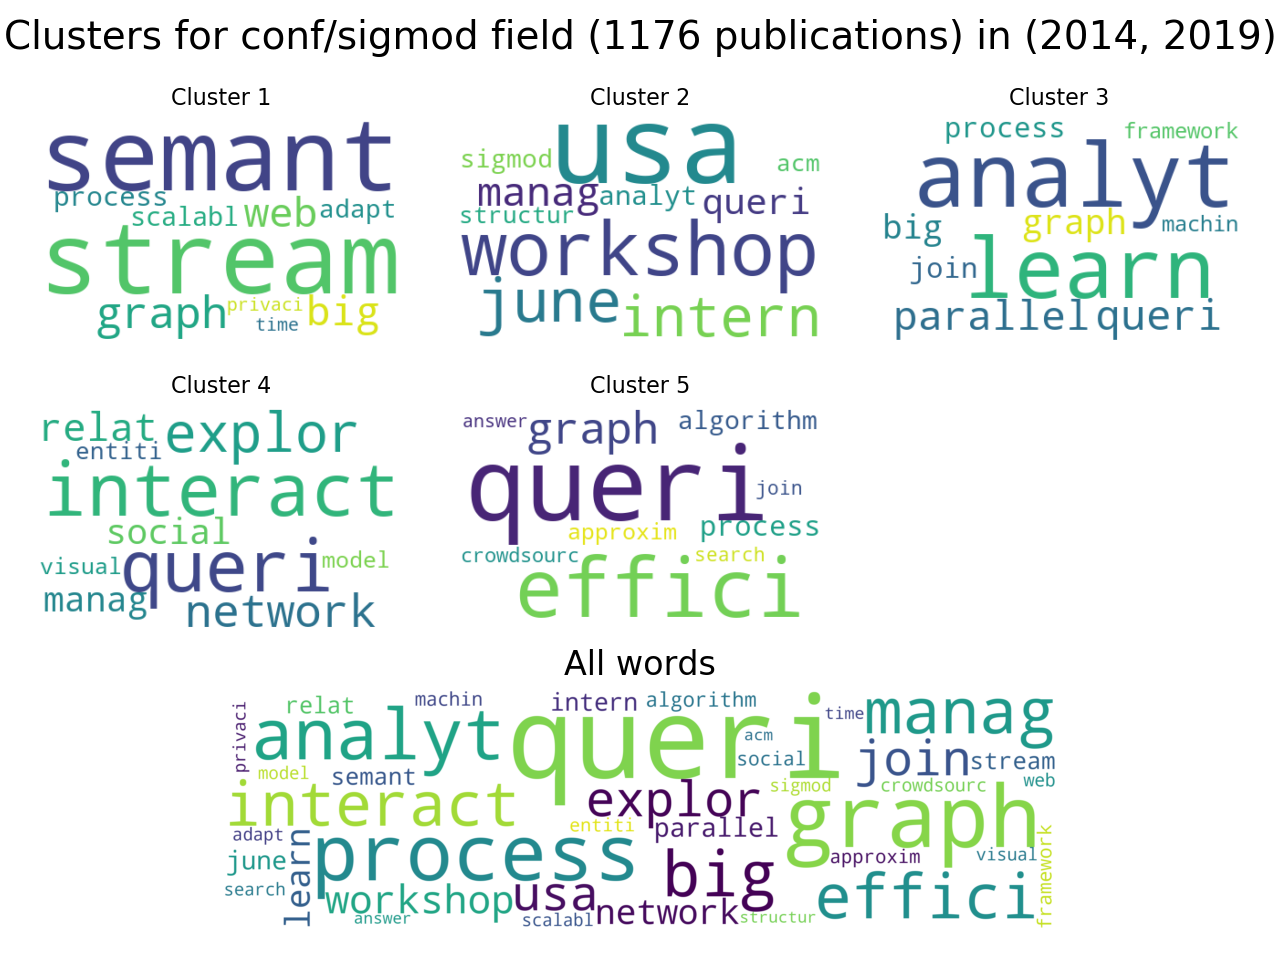 Clusters for conf/sigmod field (1176 publications) in (2014, 2019)
Cluster 1
semant
process
scalabl web adapt
stream
graph privaci big
time
Cluster 2
usa
sigmod acm
manag analyt queri
structur
workshop
june intern
Cluster 3
process framework
analyt
big graph machin
join learn
parallel queri
Cluster 4
relat explor
entiti
interact
social
visual queri model
manag network
Cluster 5
answer graph algorithm
queri
join
approxim process
crowdsourc search
effici
All words
privaci relat machin intern algorithm time manag
analyt queri acm join stream
model semant social web
interact explor sigmod crowdsourc graph
adapt learn entiti parallel framework
june process big approxim visual
search workshop usa network effici
answer scalabl structur